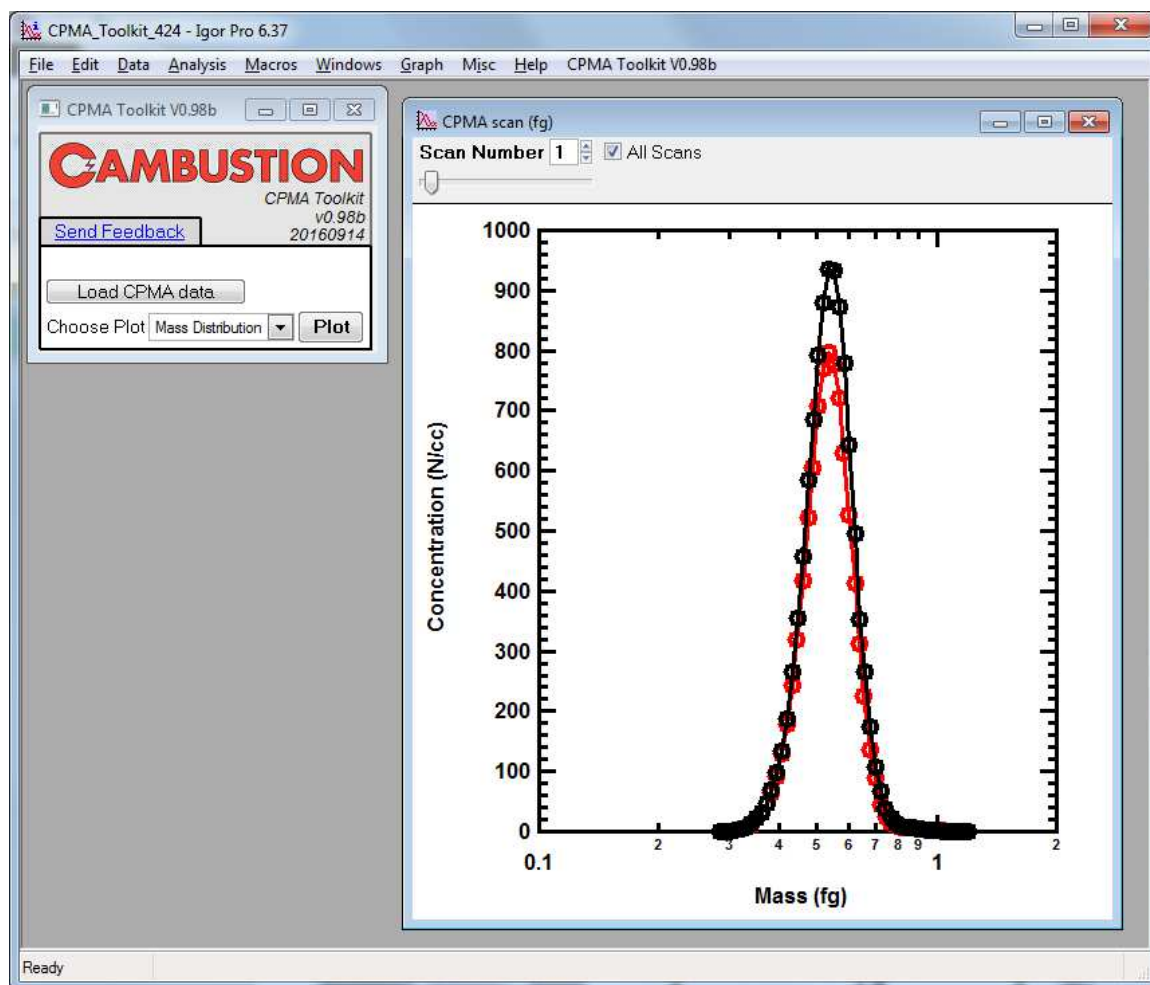 CPMA_Toolkit_424 - Igor Pro 6.37
File Edit Data Analysis Macros Windows Graph Misc Help CPMA Toolkit V0.98b
CPMA Toolkit V0.98b
CAMBUSTION
CPMA Toolkit
v0.98b
20160914
Send Feedback
Load CPMA data
Choose Plot Mass Distribution Plot
CPMA scan (fg)
Scan Number 1 All Scans
1000
900
800
700
600
500
400
300
200
100
0
Concentration (N/cc)
2 3 4 5 6 7 8 9 2
0.1 1
Mass (fg)
Ready